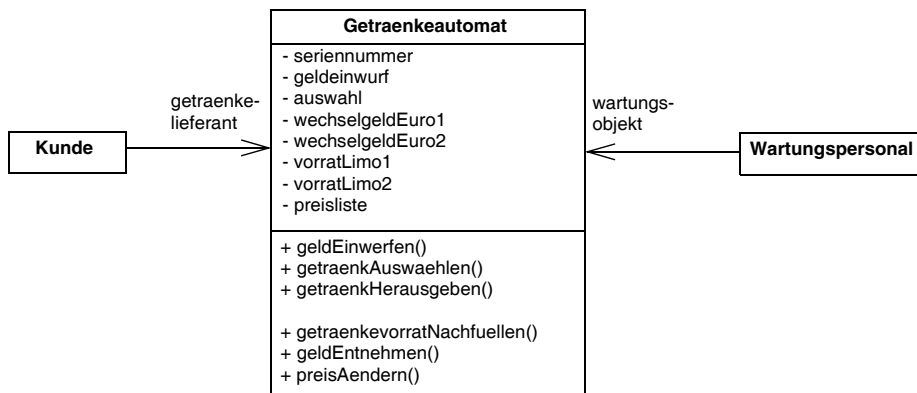 Getraenkeautomat
- seriennummer
- geldeinwurf
- auswahl
- wechselgeldEuro1
- wechselgeldEuro2
- vorratLimo1
- vorratLimo2
- preisliste
+ geldEinwerfen()
+ getraenkAuswaehlen()
+ getraenkHerausgeben()
+ getraenkevorratNachfuellen()
+ geldEntnehmen()
+ preisAendern()
getraenke-
lieferant
Kunde
wartungs-
objekt
Wartungspersonal